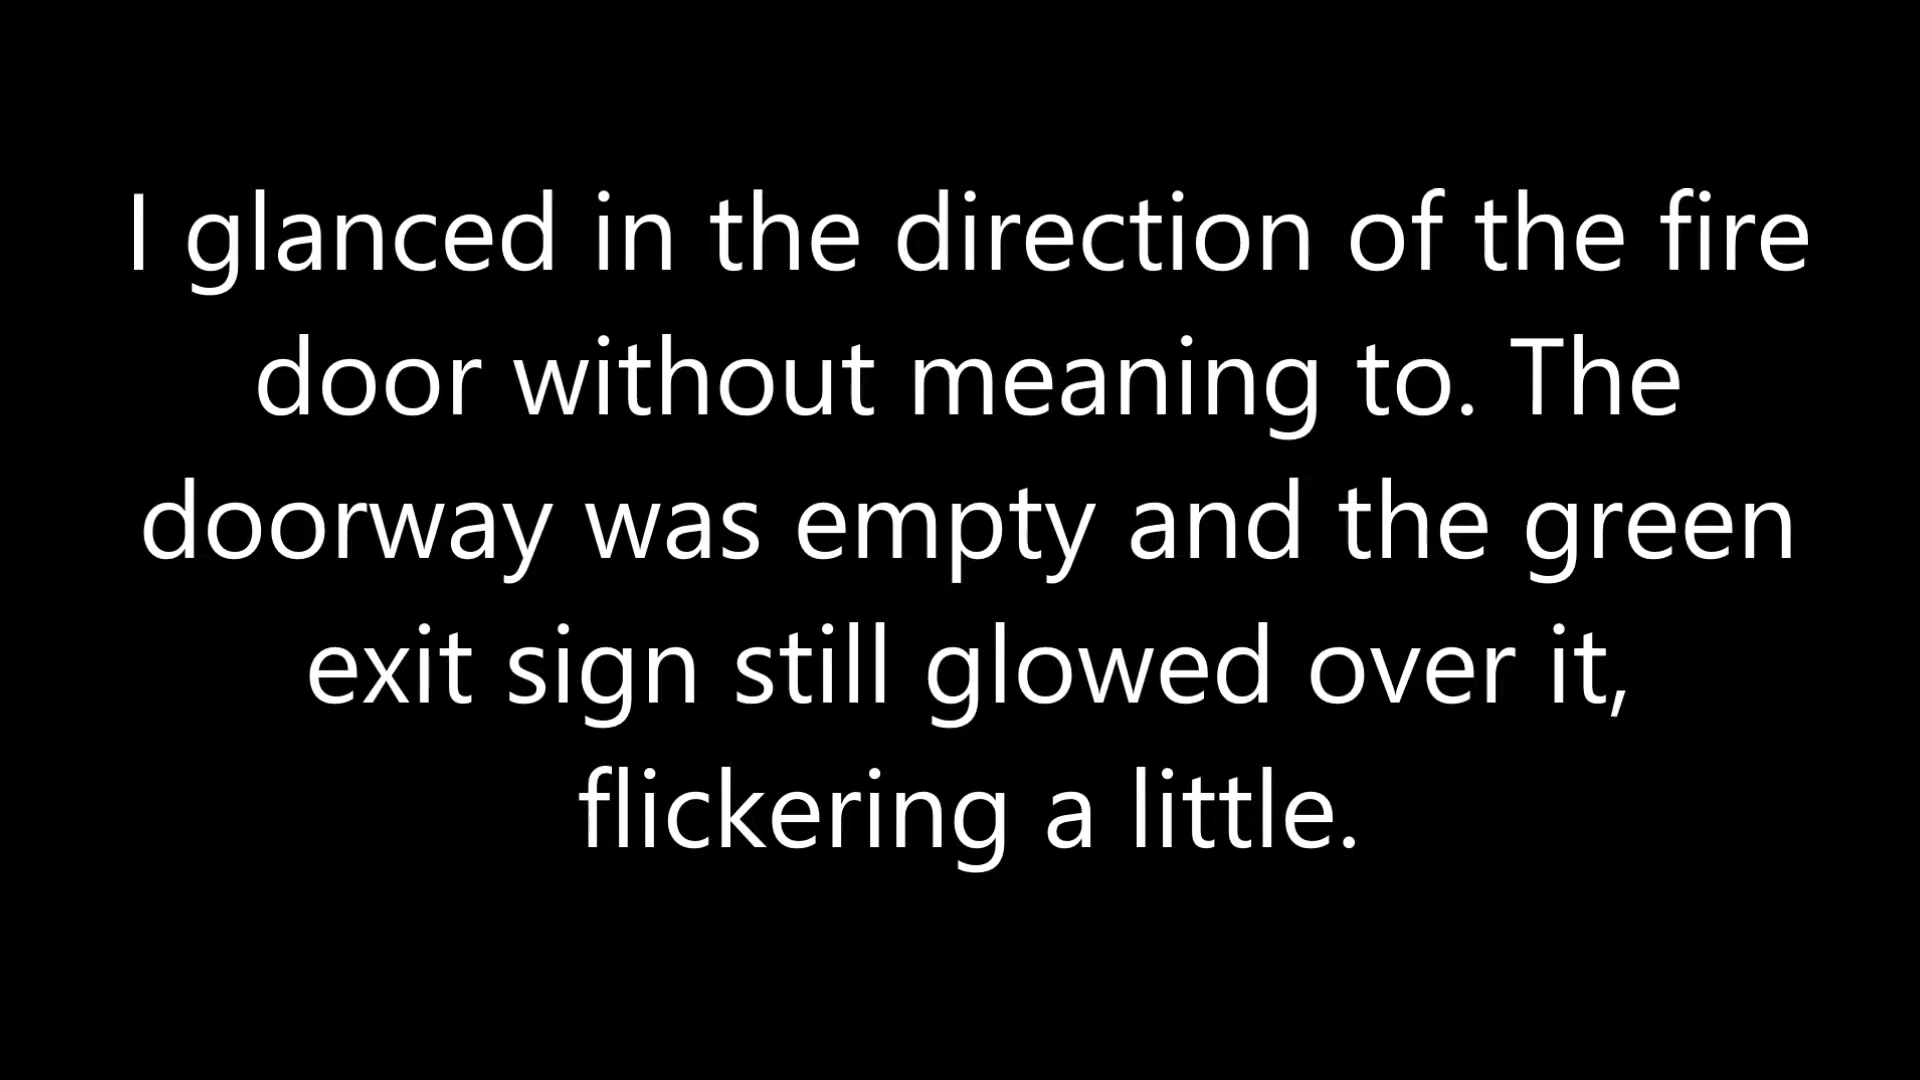 I glanced in the direction of the fire
door without meaning to. The
doorway was empty and the green
exit sign still glowed over it,
flickering a little.